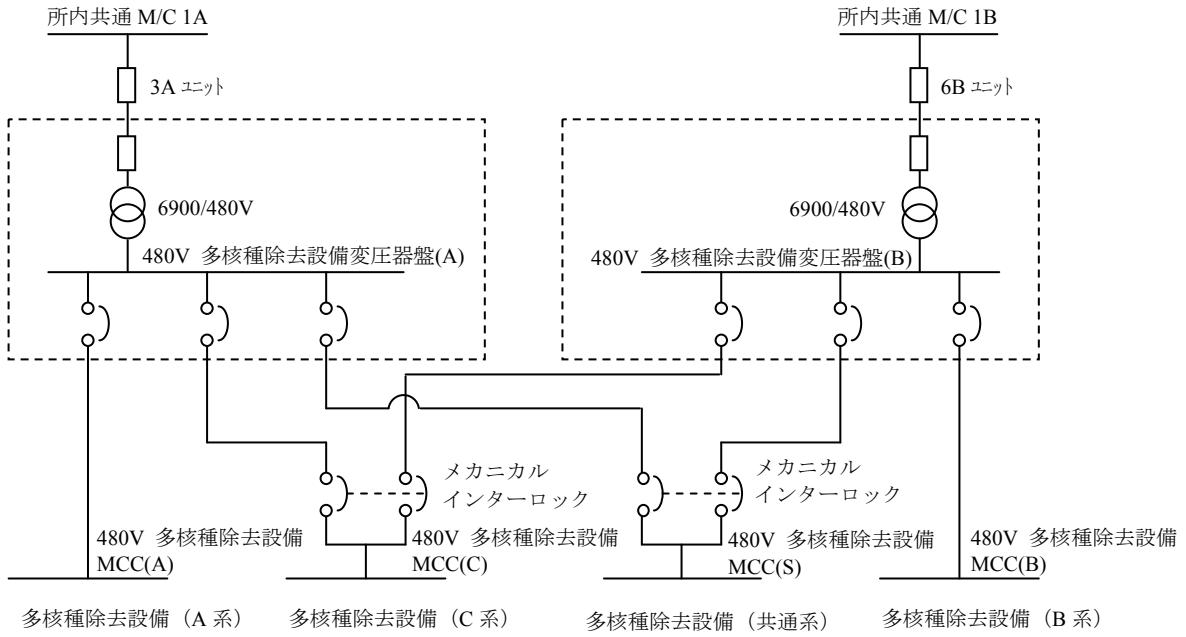 所内共通 M/C 1A
所内共通 M/C 1B
3A ユニット
6B ユニット
6900/480V
6900/480V
480V 多核種除去設備変圧器盤(A)
480V 多核種除去設備変圧器盤(B)
メカニカル
インターロック
メカニカル
インターロック
480V 多核種除去設備
MCC(A)
480V 多核種除去設備
MCC(C)
480V 多核種除去設備
MCC(S)
480V 多核種除去設備
MCC(B)
多核種除去設備（A 系）
多核種除去設備（C 系）
多核種除去設備（共通系）
多核種除去設備（B 系）